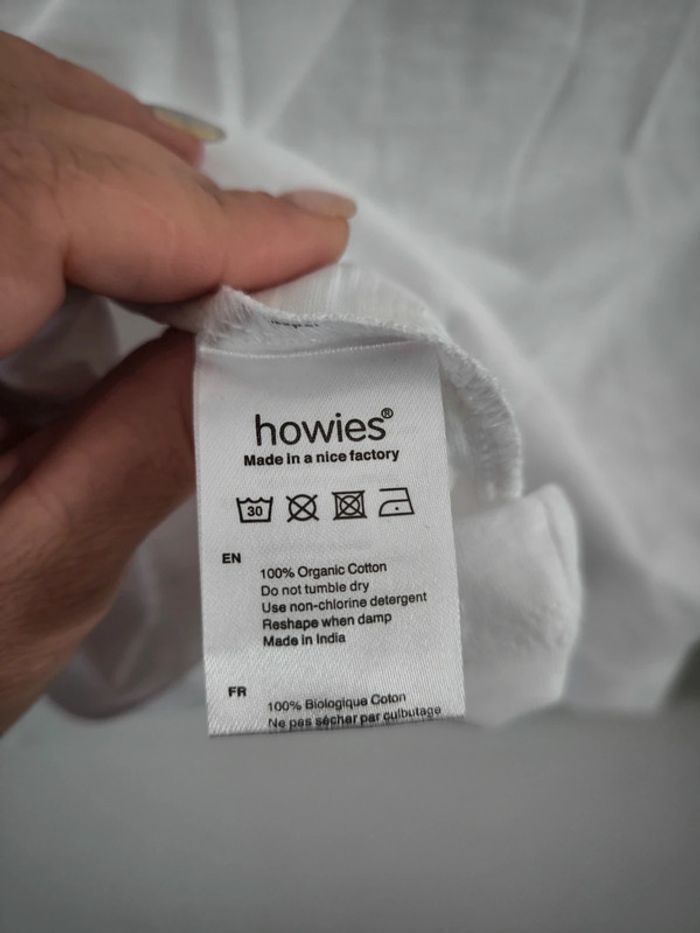 howies®
Made in a nice factory
30
EN
100% Organic Cotton
Do not tumble dry
Use non-chlorine detergent
Reshape when damp
Made in India
FR
100% Biologique Coton
Ne pas sécher par culbutage